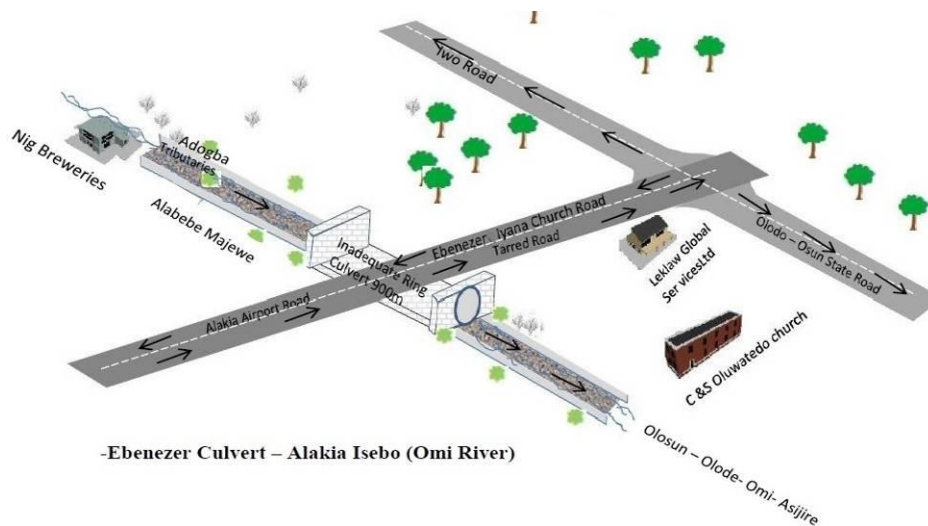 Iwo Road
Nig Breweries
Adogba
Tributaries
Alabebe Majewe
Inadequate Ring
Culvert 900m
Ebenezer, Iyana Church Road
Tarred Road
Alakia Airport Road
Leklaw Global
Ser vicesLtd
Olodo – Osun State Road
C &S Oluwatedo church
-Ebenezer Culvert – Alakia Isebo (Omi River)
Olosun – Olode- Omi- Asijire